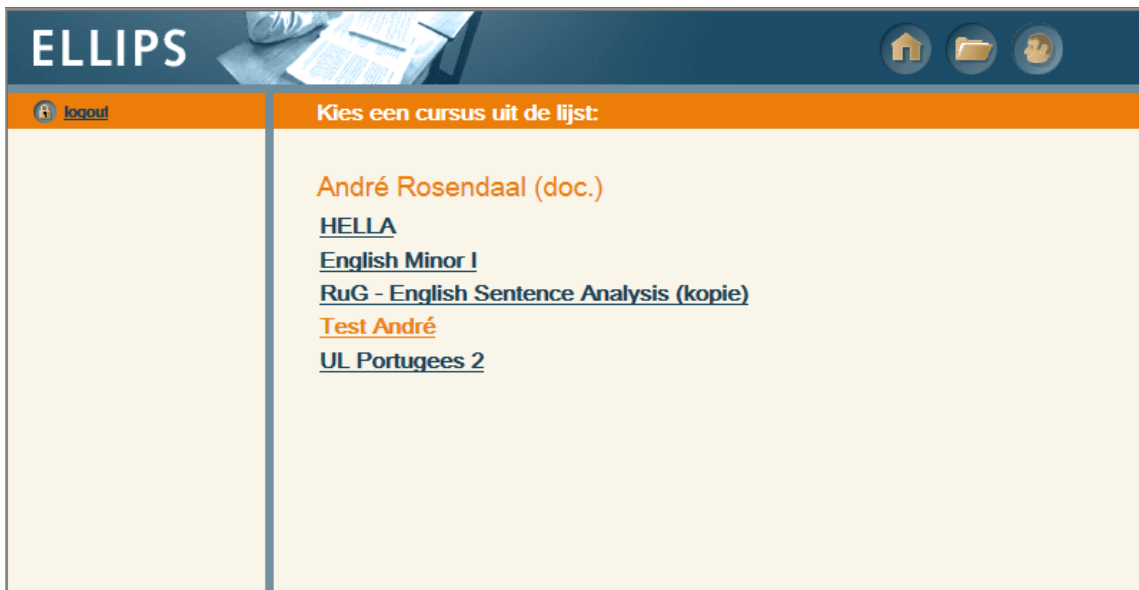 ELLIPS
logout
Kies een cursus uit de lijst:
André Rosendaal (doc.)
HELLA
English Minor I
RuG - English Sentence Analysis (kopie)
Test André
UL Portugees 2